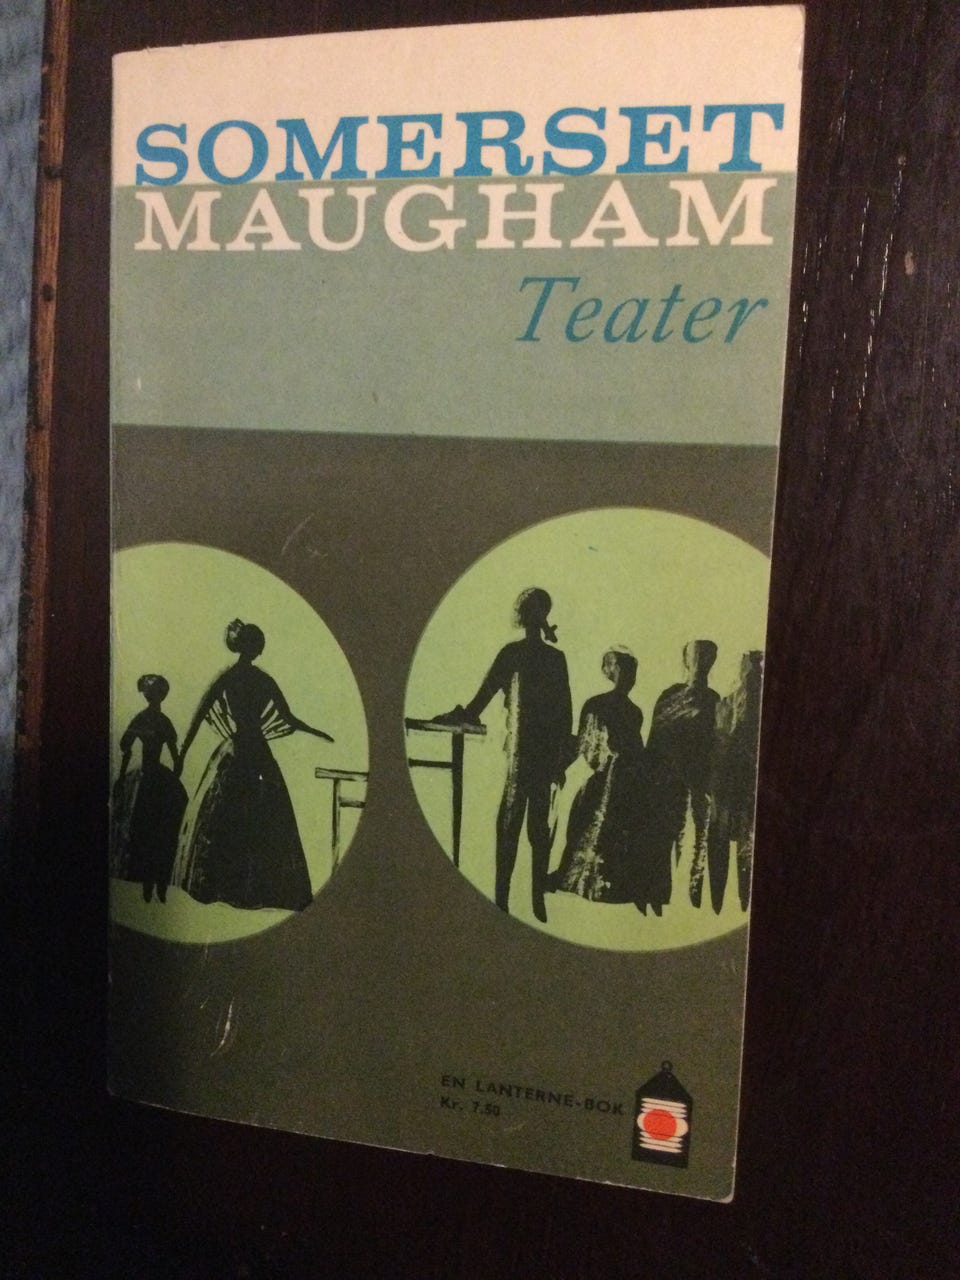 SOMERSET
MAUGHAM
Teater
EN LANTERNE-BOK
Kr. 7.50